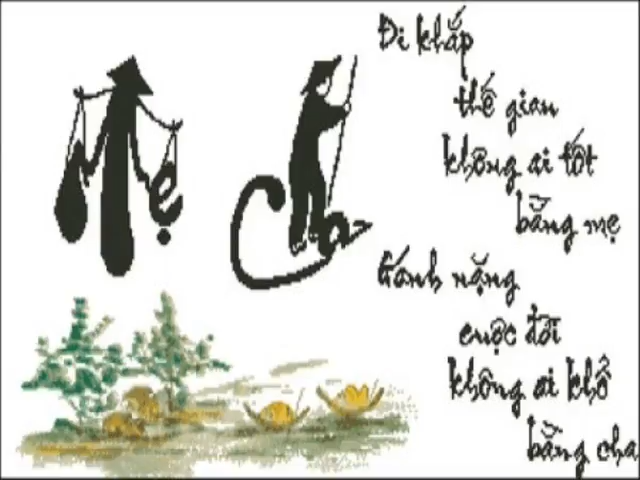 Mẹ Cha
Đi khắp
thế gian
không ai tốt
bằng mẹ
Gánh nặng
cuộc đời
không ai khổ
bằng cha